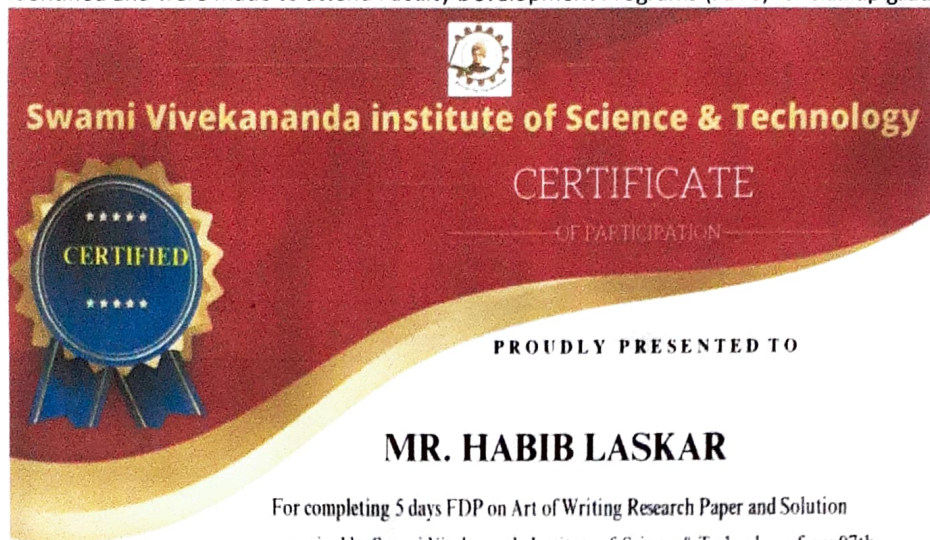 Swami Vivekananda institute of Science & Technology
CERTIFICATE
OF PARTICIPATION
CERTIFIED
PROUDLY PRESENTED TO
MR. HABIB LASKAR
For completing 5 days FDP on Art of Writing Research Paper and Solution